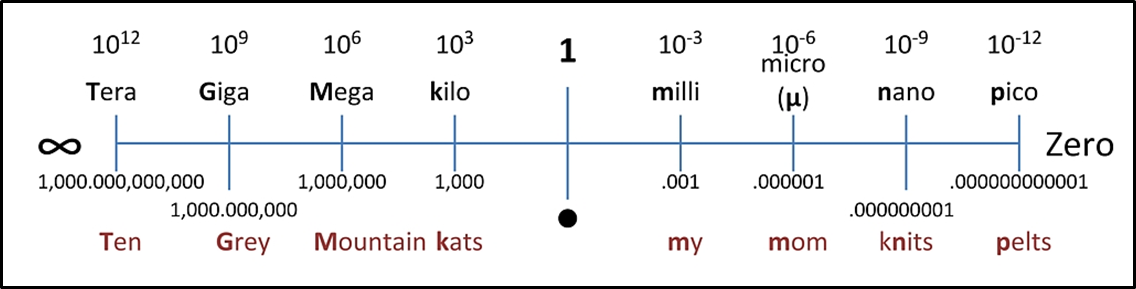 10¹² 10⁹ 10⁶ 10³ 1 10⁻³ 10⁻⁶ 10⁻⁹ 10⁻¹²
Tera Giga Mega kilo milli micro (μ) nano pico
∞ Zero
1,000.000,000,000 1,000,000 1,000 .001 .000001 .000000000001
1,000.000,000 .000000001
Ten Grey Mountain kats my mom knits pelts